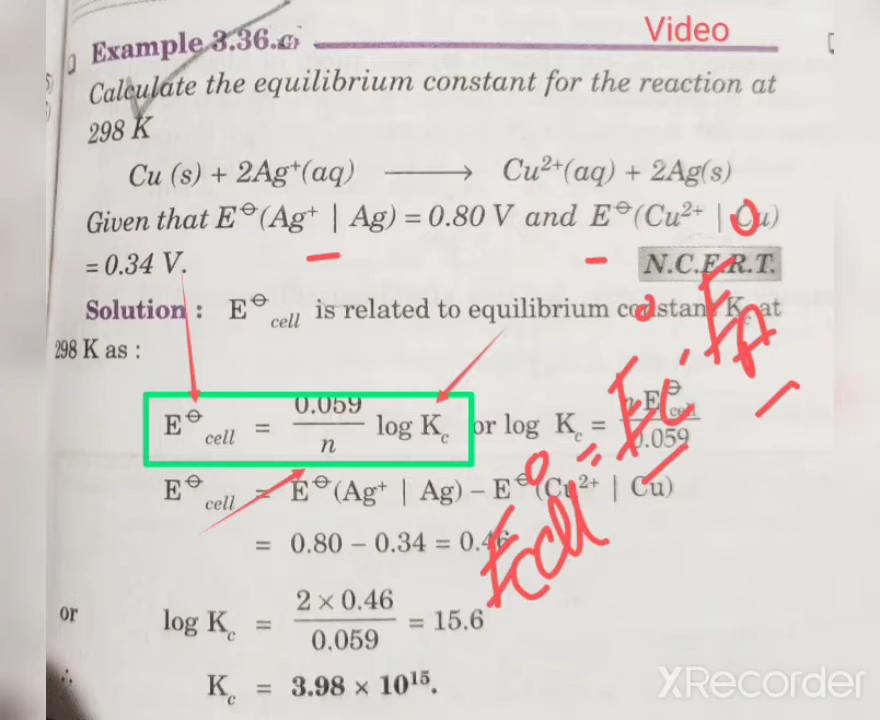 Video
Example 3.36.
Calculate the equilibrium constant for the reaction at
298 K
Cu (s) + 2Ag⁺(aq) ⟶ Cu²⁺(aq) + 2Ag(s)
Given that E⊖(Ag⁺ | Ag) = 0.80 V and E⊖(Cu²⁺ | Cu)
= 0.34 V.
N.C.E.R.T.
Solution : E⊖cell is related to equilibrium constant Kc at
298 K as :
E⊖cell = 0.059/n log Kc or log Kc = n E⊖cell/0.059
E⊖cell = E⊖(Ag⁺ | Ag) – E⊖(Cu²⁺ | Cu)
= 0.80 – 0.34 = 0.46
E°cell = E°c - E°A
or log Kc = 2 × 0.46/0.059 = 15.6
∴ Kc = 3.98 × 10¹⁵.
XRecorder